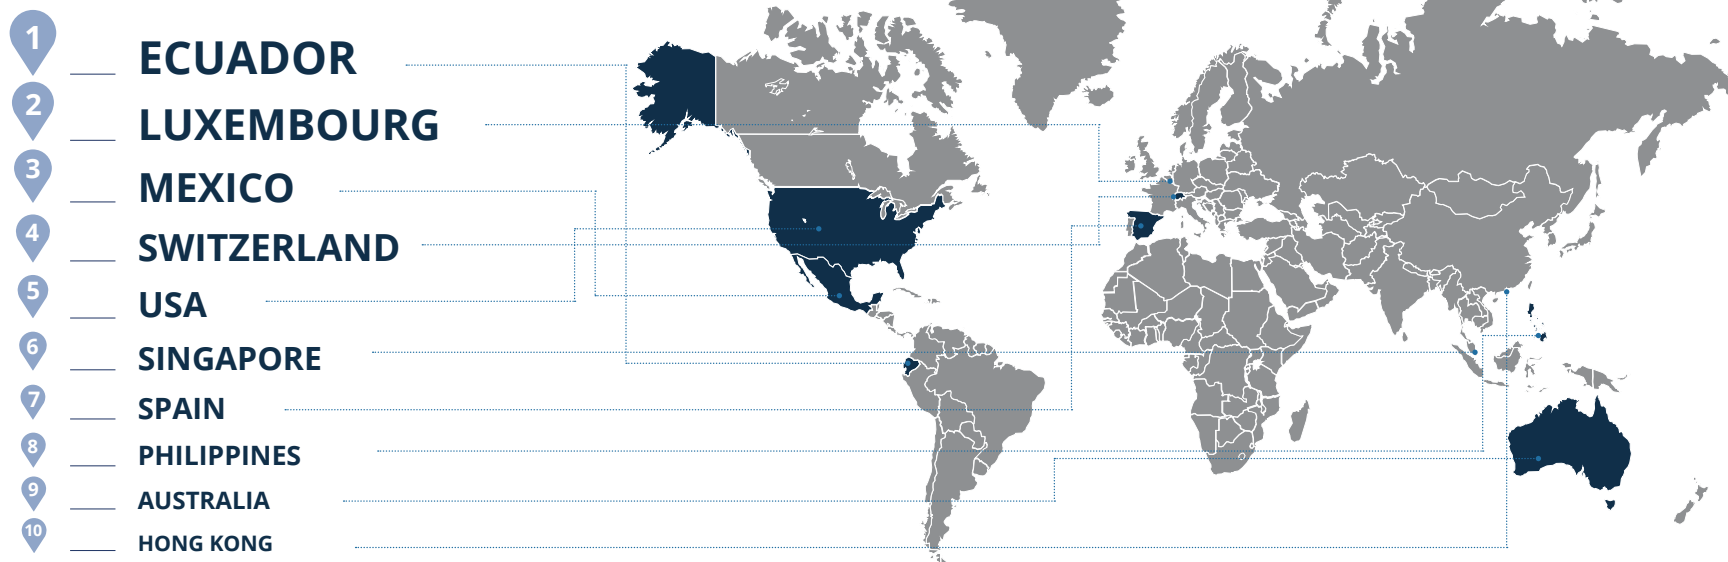 1 ECUADOR
2 LUXEMBOURG
3 MEXICO
4 SWITZERLAND
5 USA
6 SINGAPORE
7 SPAIN
8 PHILIPPINES
9 AUSTRALIA
10 HONG KONG